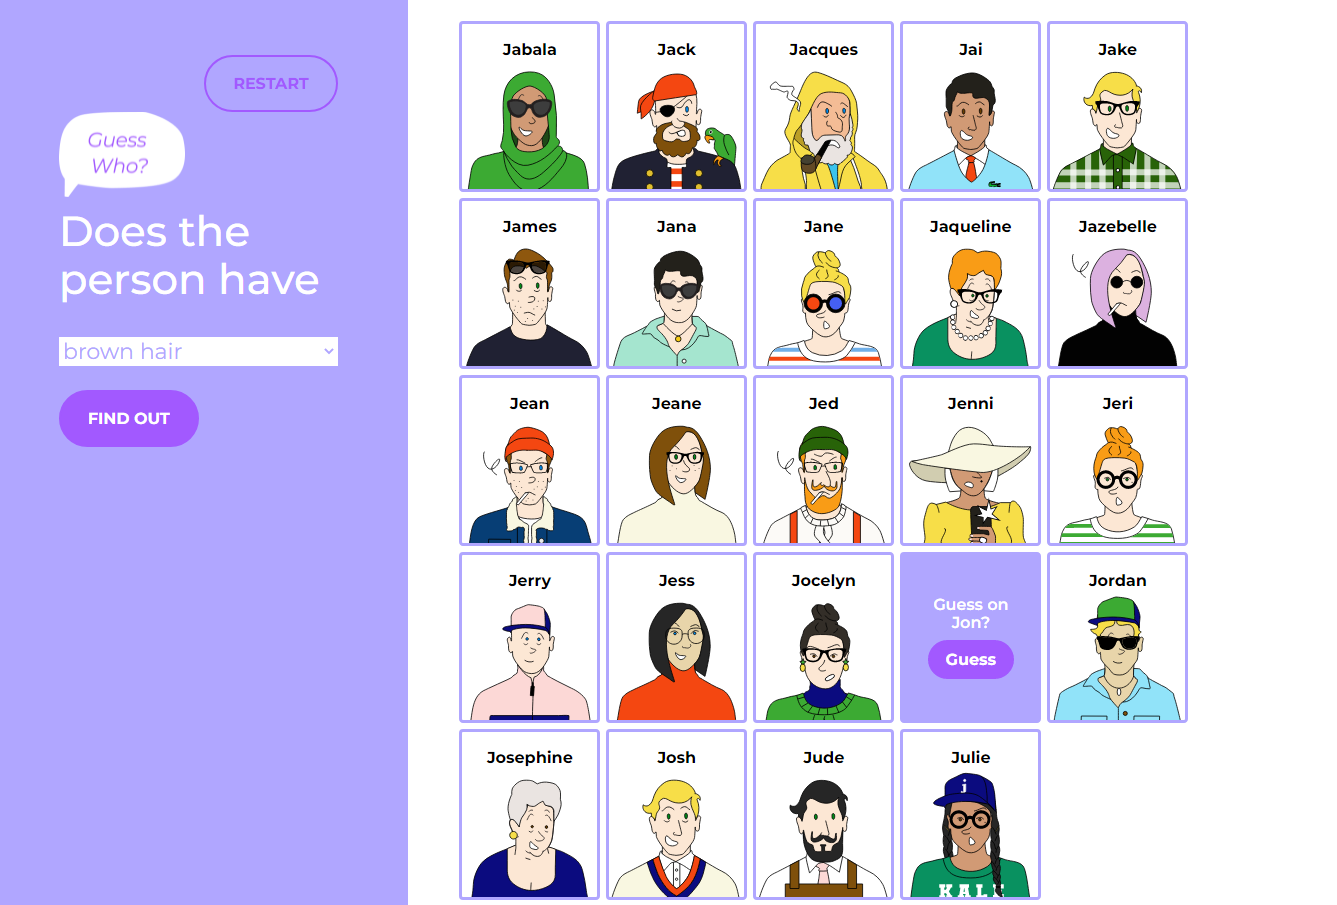 RESTART
Guess
Who?
Does the
person have
brown hair
FIND OUT
Jabala
Jack
Jacques
Jai
Jake
James
Jana
Jane
Jaqueline
Jazebelle
Jean
Jeane
Jed
Jenni
Jeri
Jerry
Jess
Jocelyn
Guess on
Jon?
Guess
Jordan
Josephine
Josh
Jude
Julie
j
KALE